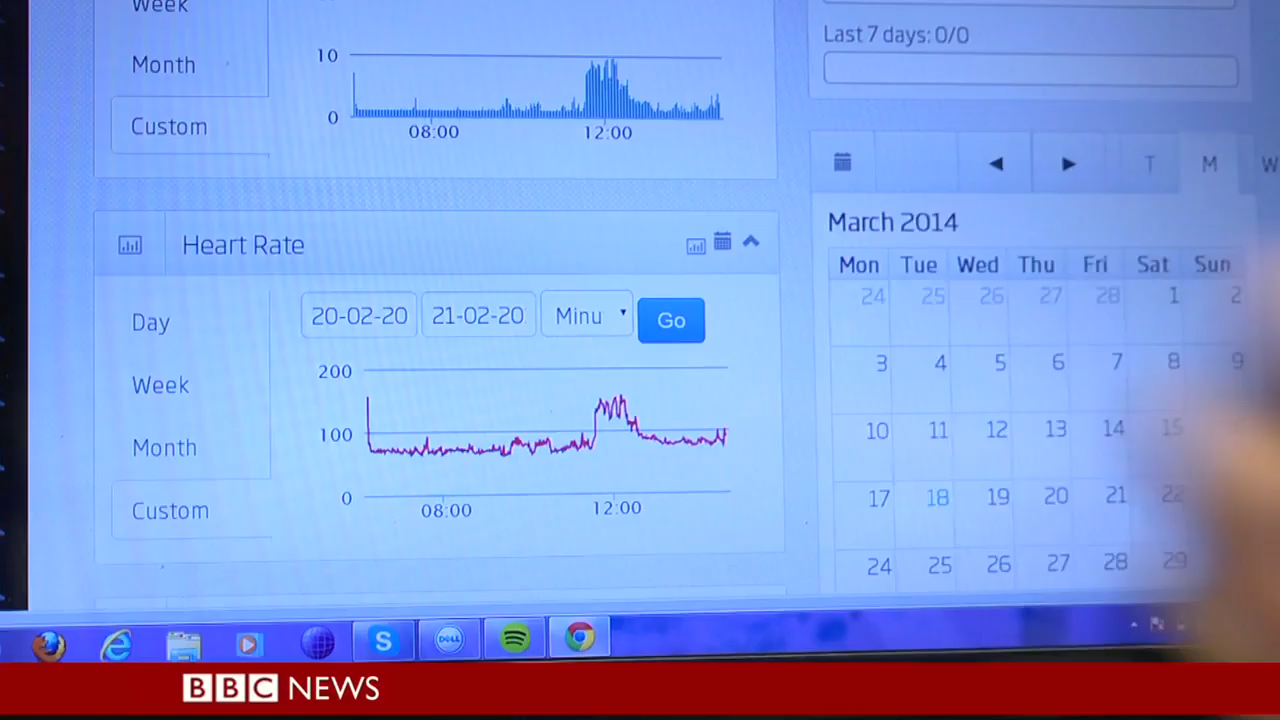 Week
Month
Custom
10
0
08:00
12:00
Heart Rate
Day
Week
Month
Custom
20-02-20
21-02-20
Minu
Go
200
100
0
08:00
12:00
Last 7 days: 0/0
T
M
W
March 2014
Mon Tue Wed Thu Fri Sat Sun
24 25 26 27 28 1 2
3 4 5 6 7 8 9
10 11 12 13 14 15
17 18 19 20 21 22
24 25 26 27 28 29
DELL
BBC NEWS